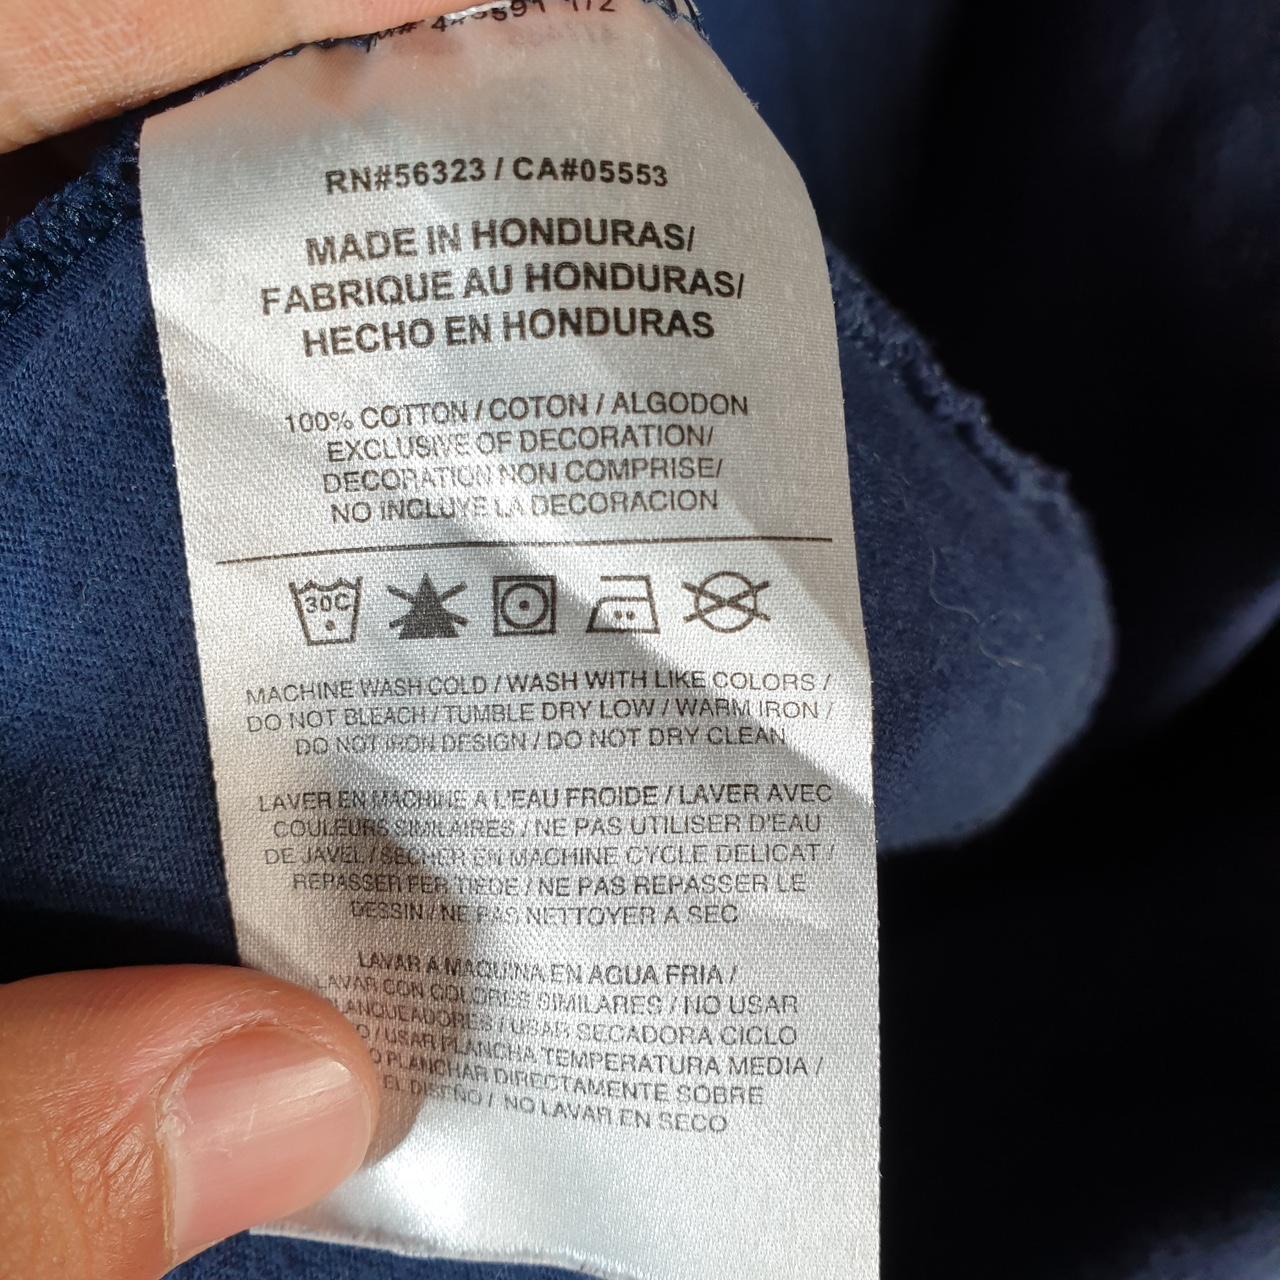 1/2
RN#56323 / CA#05553
MADE IN HONDURAS/
FABRIQUE AU HONDURAS/
HECHO EN HONDURAS
100% COTTON / COTON / ALGODON
EXCLUSIVE OF DECORATION/
DECORATION NON COMPRISE/
NO INCLUYE LA DECORACION
30C
MACHINE WASH COLD / WASH WITH LIKE COLORS /
DO NOT BLEACH / TUMBLE DRY LOW / WARM IRON /
DO NOT IRON DESIGN / DO NOT DRY CLEAN
LAVER EN MACHINE A L'EAU FROIDE / LAVER AVEC
COULEURS SIMILAIRES / NE PAS UTILISER D'EAU
DE JAVEL / SECHER EN MACHINE CYCLE DELICAT /
REPASSER FER TIEDE / NE PAS REPASSER LE
DESSIN / NE PAS NETTOYER A SEC
LAVAR A MAQUINA EN AGUA FRIA /
LAVAR CON COLORES SIMILARES / NO USAR
LANQUEADORES / USAR SECADORA CICLO
O / USAR PLANCHA TEMPERATURA MEDIA /
O PLANCHAR DIRECTAMENTE SOBRE
EL DISENO / NO LAVAR EN SECO